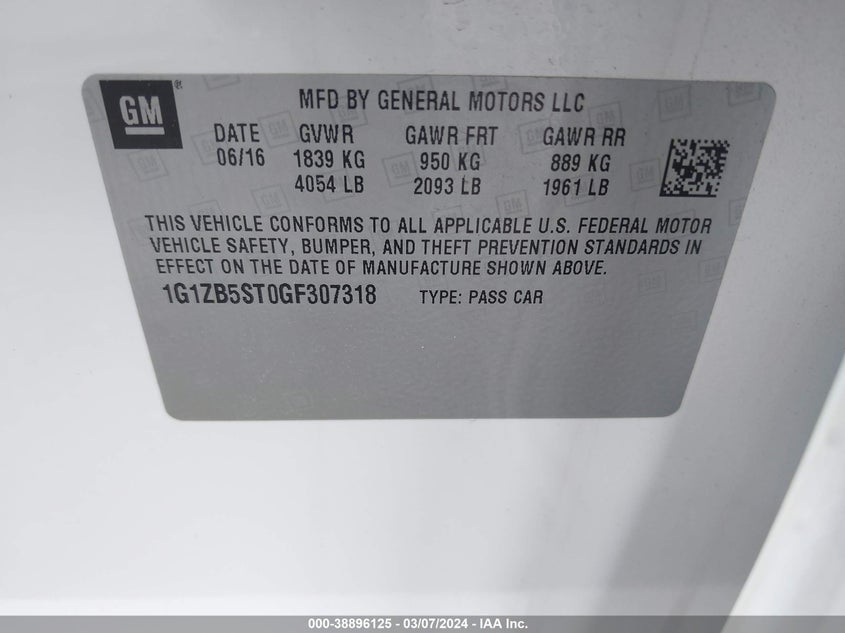 GM ®
MFD BY GENERAL MOTORS LLC
DATE GVWR GAWR FRT GAWR RR
06/16 1839 KG 950 KG 889 KG
4054 LB 2093 LB 1961 LB
THIS VEHICLE CONFORMS TO ALL APPLICABLE U.S. FEDERAL MOTOR
VEHICLE SAFETY, BUMPER, AND THEFT PREVENTION STANDARDS IN
EFFECT ON THE DATE OF MANUFACTURE SHOWN ABOVE.
1G1ZB5ST0GF307318 TYPE: PASS CAR
000-38896125 - 03/07/2024 - IAA Inc.